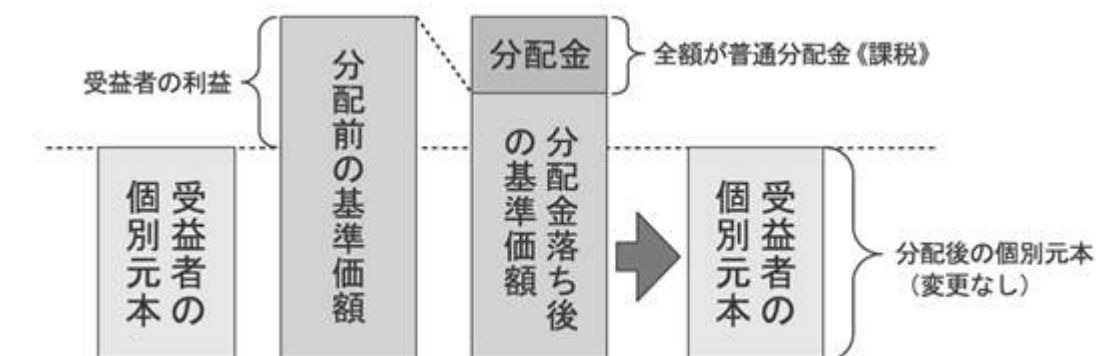 受益者の利益
受益者の
個別元本
分配前の基準価額
分配金
全額が普通分配金《課税》
分配金落ち後
の基準価額
受益者の
個別元本
分配後の個別元本
（変更なし）